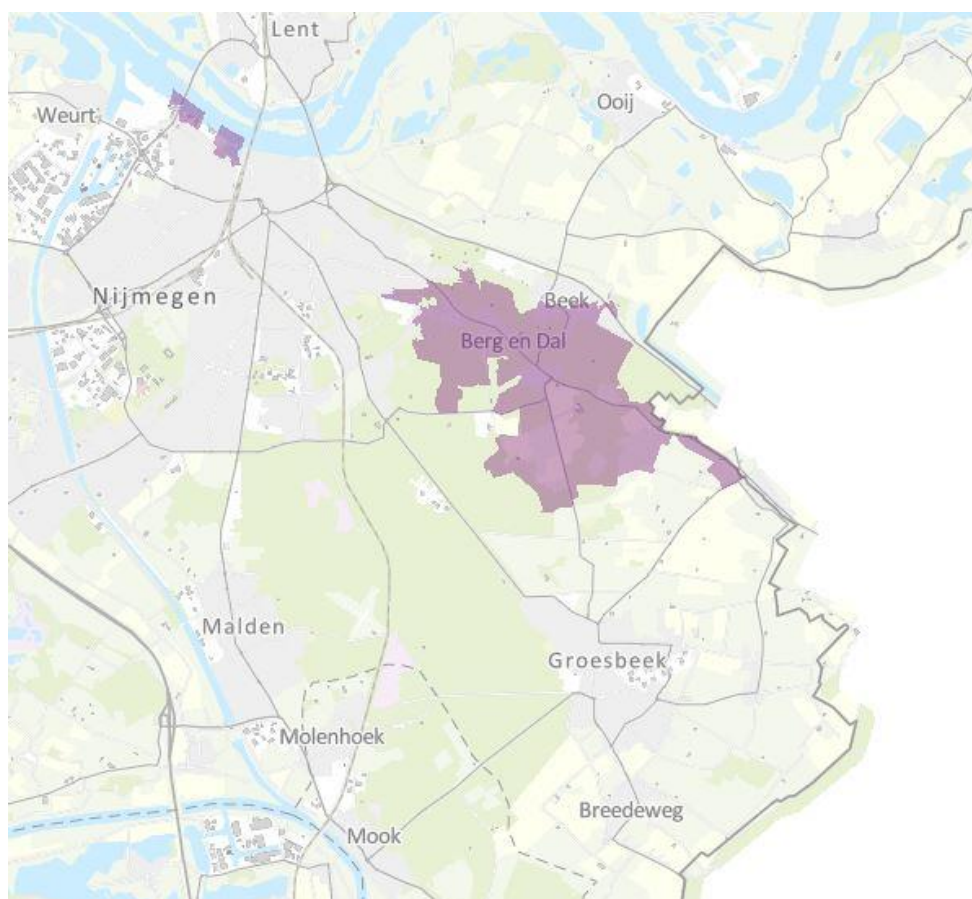 Lent
Ooij
Weurt
Nijmegen
Beek
Berg en Dal
Malden
Groesbeek
Molenhoek
Breedeweg
Mook